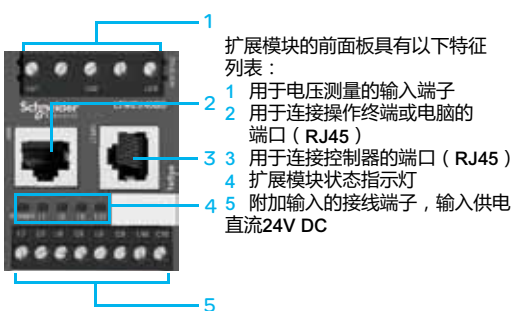 1
扩展模块的前面板具有以下特征
列表：
1 用于电压测量的输入端子
2 用于连接操作终端或电脑的
端口（RJ45）
3 用于连接控制器的端口（RJ45）
4 扩展模块状态指示灯
5 附加输入的接线端子，输入供电
直流24V DC
Schneider
2
3
4
5